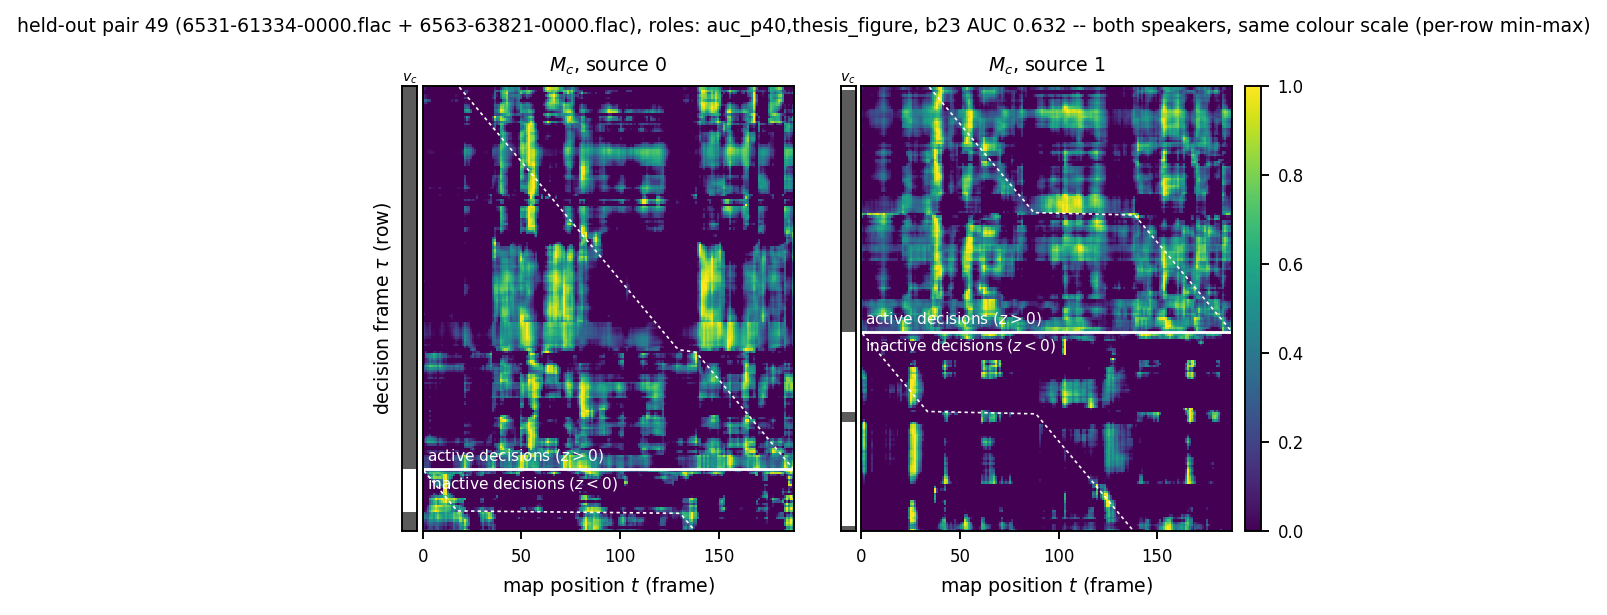 held-out pair 49 (6531-61334-0000.flac + 6563-63821-0000.flac), roles: auc_p40,thesis_figure, b23 AUC 0.632 -- both speakers, same colour scale (per-row min-max)
v_c M_c, source 0
v_c M_c, source 1
decision frame τ (row)
active decisions (z > 0)
inactive decisions (z < 0)
0 50 100 150
map position t (frame)
active decisions (z > 0)
inactive decisions (z < 0)
0 50 100 150
map position t (frame)
1.0
0.8
0.6
0.4
0.2
0.0